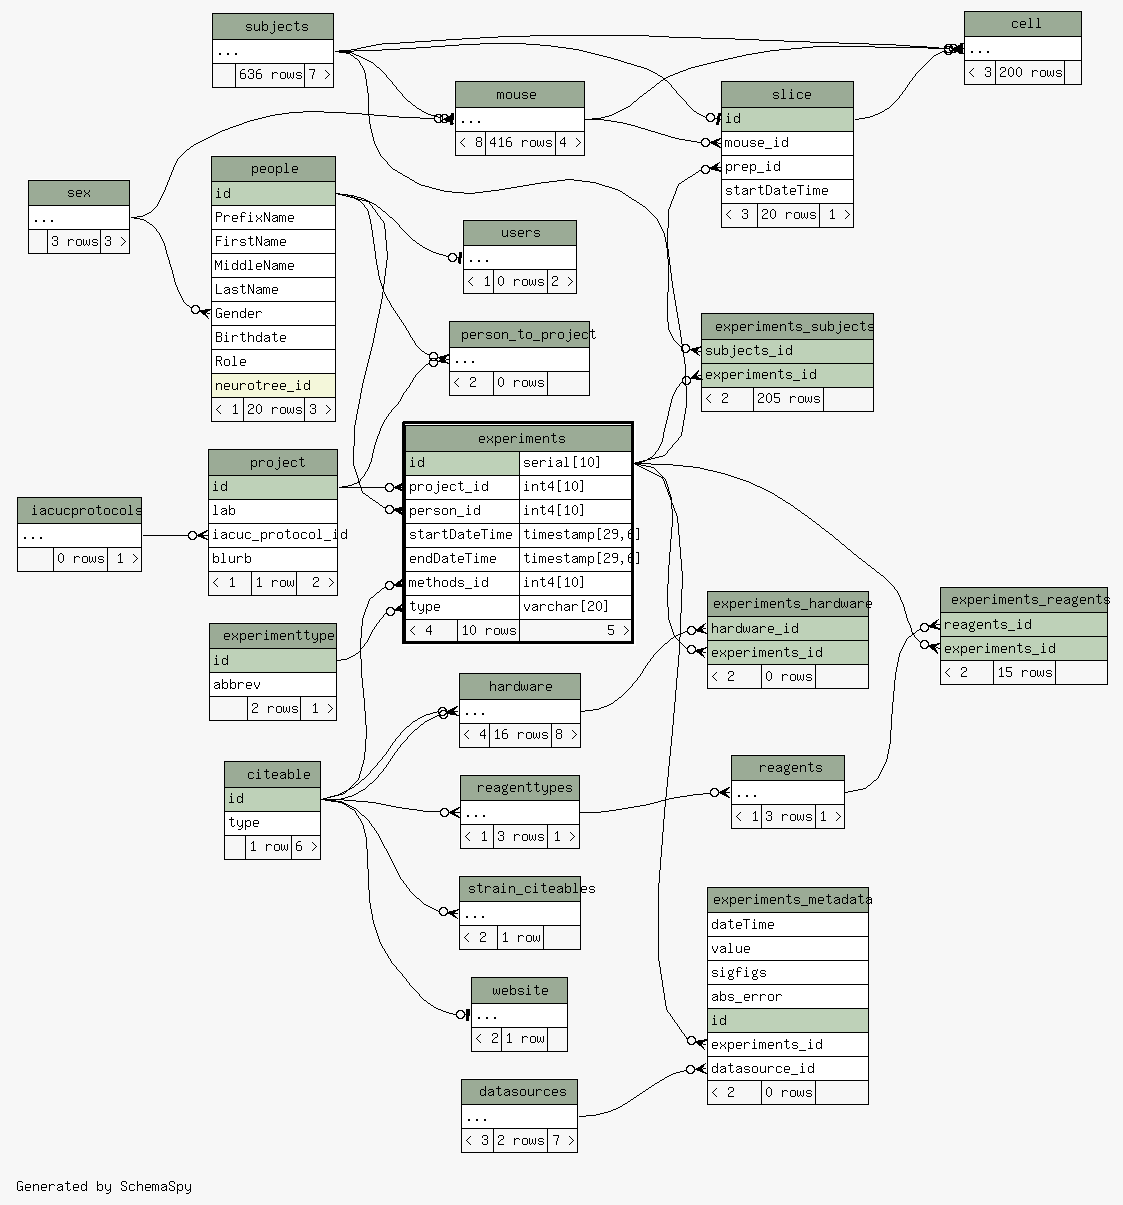 subjects
...
636 rows 7 >
cell
...
< 3 200 rows
mouse
...
< 8 416 rows 4 >
slice
id
mouse_id
prep_id
startDateTime
< 3 20 rows 1 >
people
id
PrefixName
FirstName
MiddleName
LastName
Gender
Birthdate
Role
neurotree_id
< 1 20 rows 3 >
sex
...
3 rows 3 >
users
...
< 1 0 rows 2 >
experiments_subjects
subjects_id
experiments_id
< 2 205 rows
person_to_project
...
< 2 0 rows
experiments
id serial[10]
project_id int4[10]
person_id int4[10]
startDateTime timestamp[29,6]
endDateTime timestamp[29,6]
methods_id int4[10]
type varchar[20]
< 4 10 rows 5 >
project
id
lab
iacuc_protocol_id
blurb
< 1 1 row 2 >
iacucprotocols
...
0 rows 1 >
experimenttype
id
abbrev
2 rows 1 >
experiments_hardware
hardware_id
experiments_id
< 2 0 rows
experiments_reagents
reagents_id
experiments_id
< 2 15 rows
hardware
...
< 4 16 rows 8 >
citeable
id
type
1 row 6 >
reagenttypes
...
< 1 3 rows 1 >
reagents
...
< 1 3 rows 1 >
strain_citeables
...
< 2 1 row
experiments_metadata
dateTime
value
sigfigs
abs_error
id
experiments_id
datasource_id
< 2 0 rows
website
...
< 2 1 row
datasources
...
< 3 2 rows 7 >
Generated by SchemaSpy